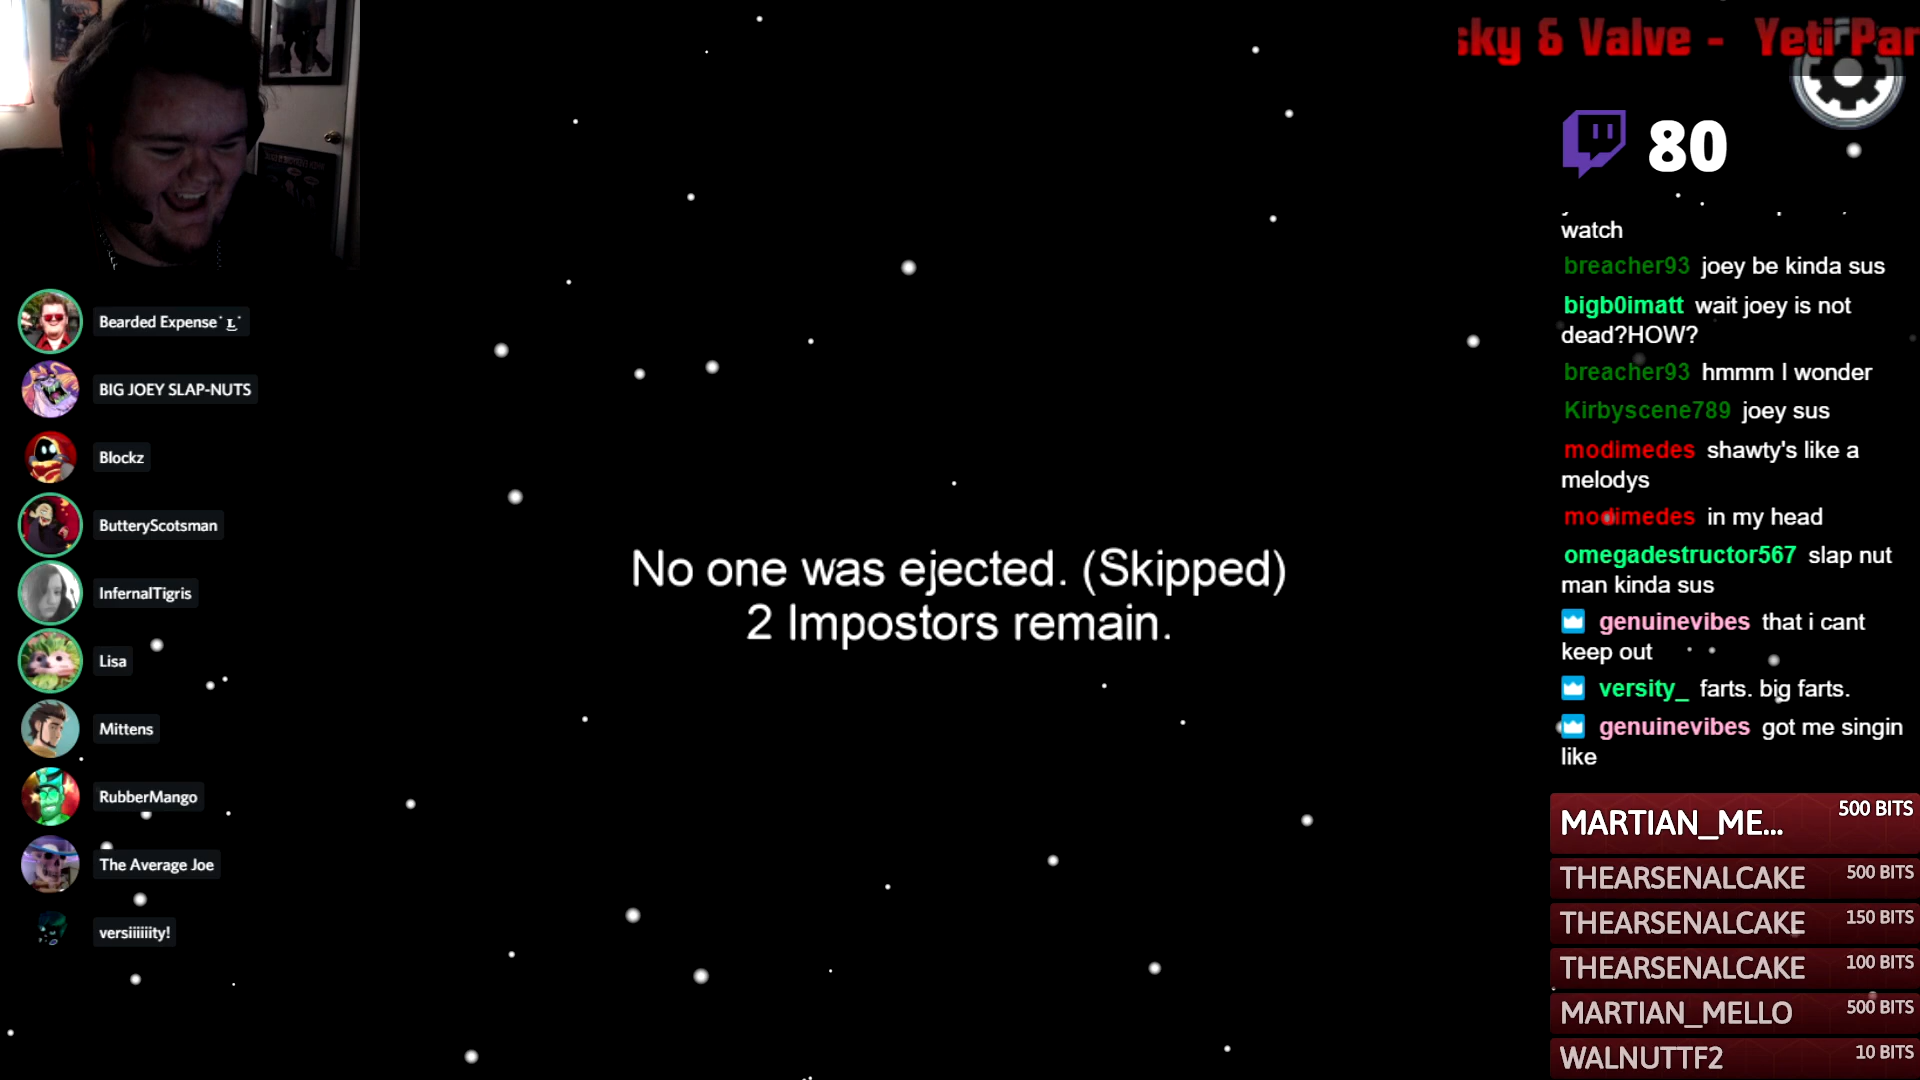 sky & Valve - Yeti Par
80
watch
breacher93 joey be kinda sus
bigb0imatt wait joey is not
dead?HOW?
breacher93 hmmm I wonder
Kirbyscene789 joey sus
modimedes shawty's like a
melodys
modimedes in my head
omegadestructor567 slap nut
man kinda sus
genuinevibes that i cant
keep out
versity_ farts. big farts.
genuinevibes got me singin
like
MARTIAN_ME... 500 BITS
THEARSENALCAKE 500 BITS
THEARSENALCAKE 150 BITS
THEARSENALCAKE 100 BITS
MARTIAN_MELLO 500 BITS
WALNUTTF2 10 BITS
Bearded Expense
BIG JOEY SLAP-NUTS
Blockz
ButteryScotsman
InfernalTigris
Lisa
Mittens
RubberMango
The Average Joe
versiiiiiity!
No one was ejected. (Skipped)
2 Impostors remain.